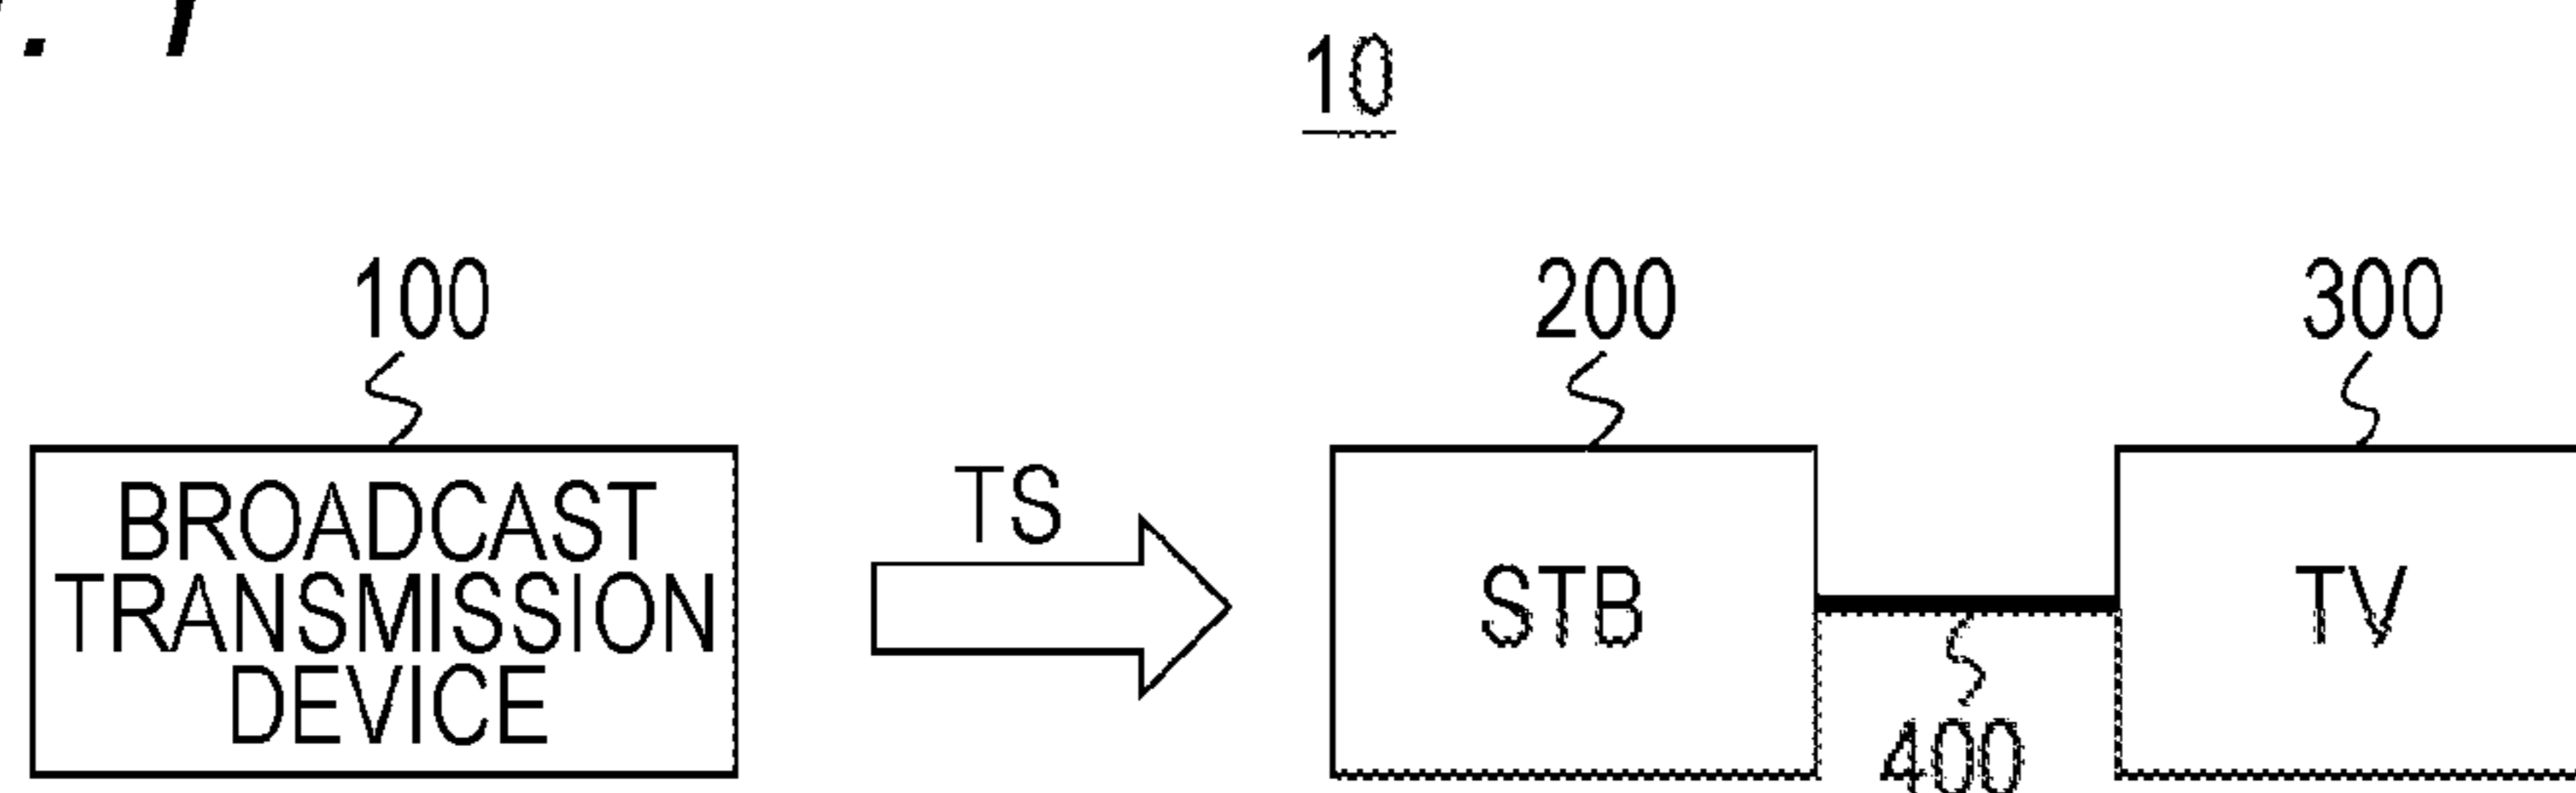 10
100
200
300
BROADCAST
TRANSMISSION
DEVICE
TS
STB
TV
400